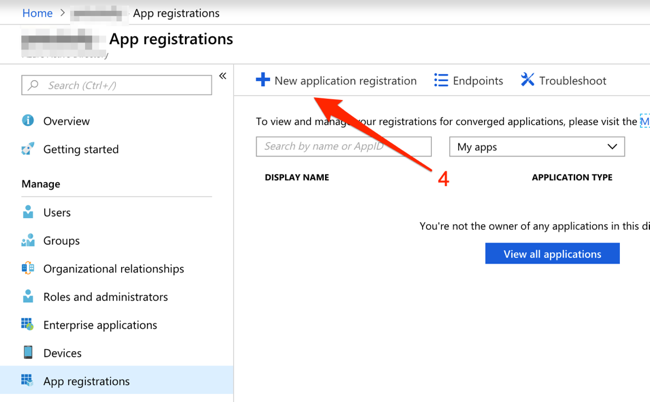 Home > App registrations
App registrations
Search (Ctrl+/)
«
Overview
Getting started
Manage
Users
Groups
Organizational relationships
Roles and administrators
Enterprise applications
Devices
App registrations
New application registration Endpoints Troubleshoot
To view and manage your registrations for converged applications, please visit the M
Search by name or AppID My apps
4
DISPLAY NAME APPLICATION TYPE
You're not the owner of any applications in this di
View all applications